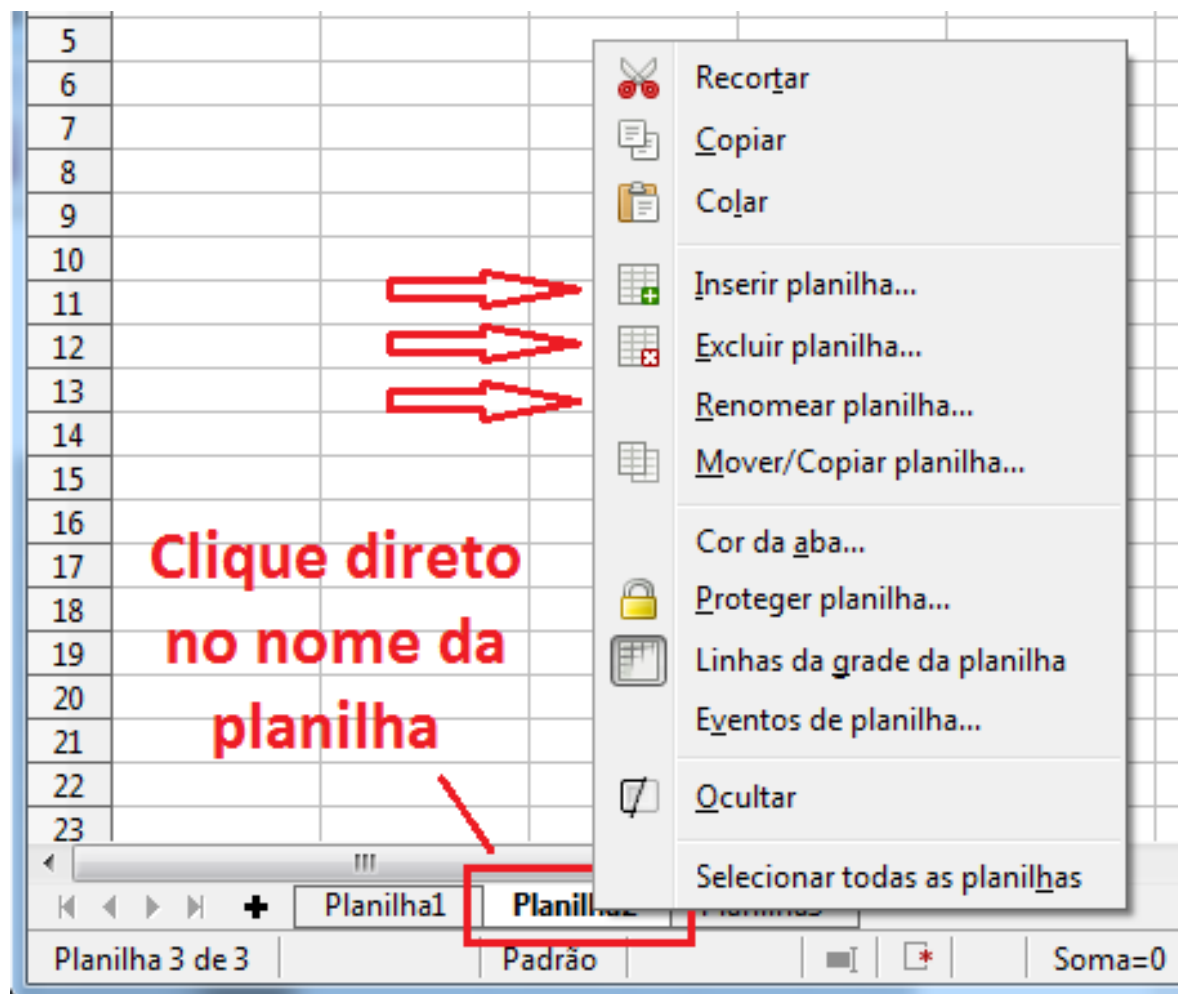 5
6
7
8
9
10
11
12
13
14
15
16
17
18
19
20
21
22
23
Recortar
Copiar
Colar
Inserir planilha...
Excluir planilha...
Renomear planilha...
Mover/Copiar planilha...
Cor da aba...
Proteger planilha...
Linhas da grade da planilha
Eventos de planilha...
Ocultar
Selecionar todas as planilhas
Clique direto
no nome da
planilha
Planilha1 Planilha2 Planilha3
Planilha 3 de 3 Padrão Soma=0